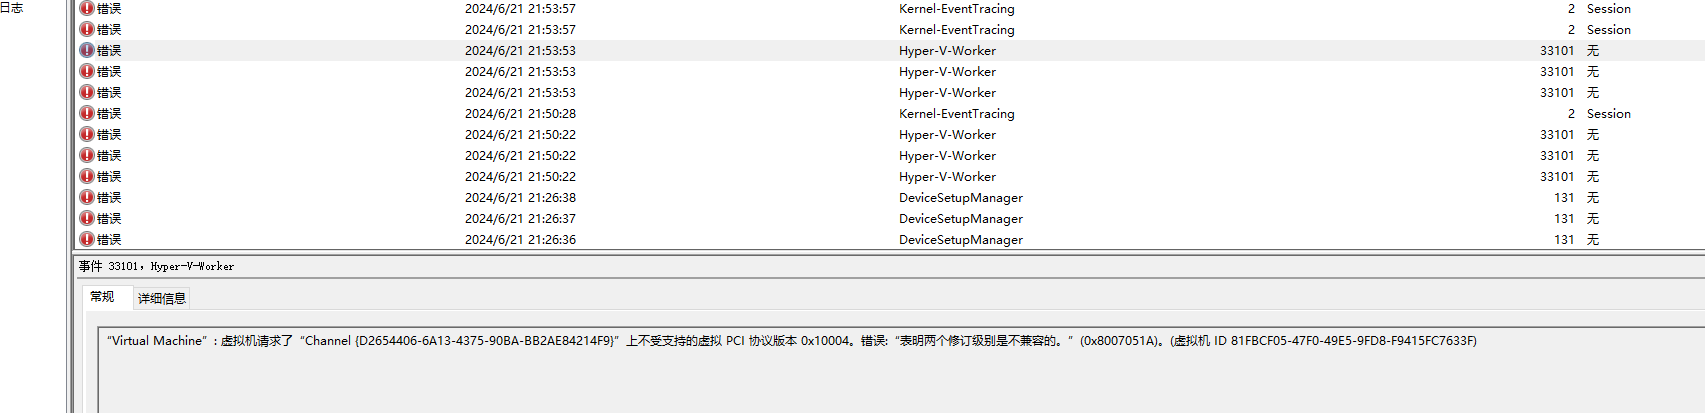 日志
错误 2024/6/21 21:53:57 Kernel-EventTracing 2 Session
错误 2024/6/21 21:53:57 Kernel-EventTracing 2 Session
错误 2024/6/21 21:53:53 Hyper-V-Worker 33101 无
错误 2024/6/21 21:53:53 Hyper-V-Worker 33101 无
错误 2024/6/21 21:53:53 Hyper-V-Worker 33101 无
错误 2024/6/21 21:50:28 Kernel-EventTracing 2 Session
错误 2024/6/21 21:50:22 Hyper-V-Worker 33101 无
错误 2024/6/21 21:50:22 Hyper-V-Worker 33101 无
错误 2024/6/21 21:50:22 Hyper-V-Worker 33101 无
错误 2024/6/21 21:26:38 DeviceSetupManager 131 无
错误 2024/6/21 21:26:37 DeviceSetupManager 131 无
错误 2024/6/21 21:26:36 DeviceSetupManager 131 无
事件 33101，Hyper-V-Worker
常规 详细信息
“Virtual Machine”: 虚拟机请求了“Channel {D2654406-6A13-4375-90BA-BB2AE84214F9}”上不受支持的虚拟 PCI 协议版本 0x10004。错误:“表明两个修订级别是不兼容的。”(0x8007051A)。(虚拟机 ID 81FBCF05-47F0-49E5-9FD8-F9415FC7633F)